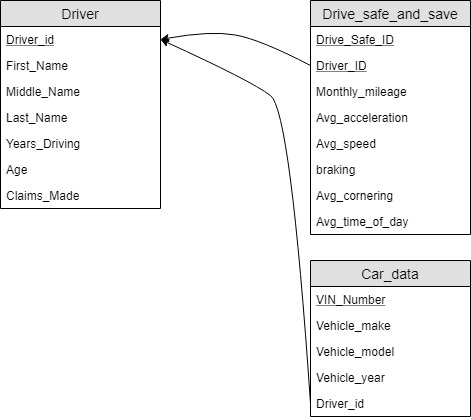 Driver
Driver_id
First_Name
Middle_Name
Last_Name
Years_Driving
Age
Claims_Made
Drive_safe_and_save
Drive_Safe_ID
Driver_ID
Monthly_mileage
Avg_acceleration
Avg_speed
braking
Avg_cornering
Avg_time_of_day
Car_data
VIN_Number
Vehicle_make
Vehicle_model
Vehicle_year
Driver_id